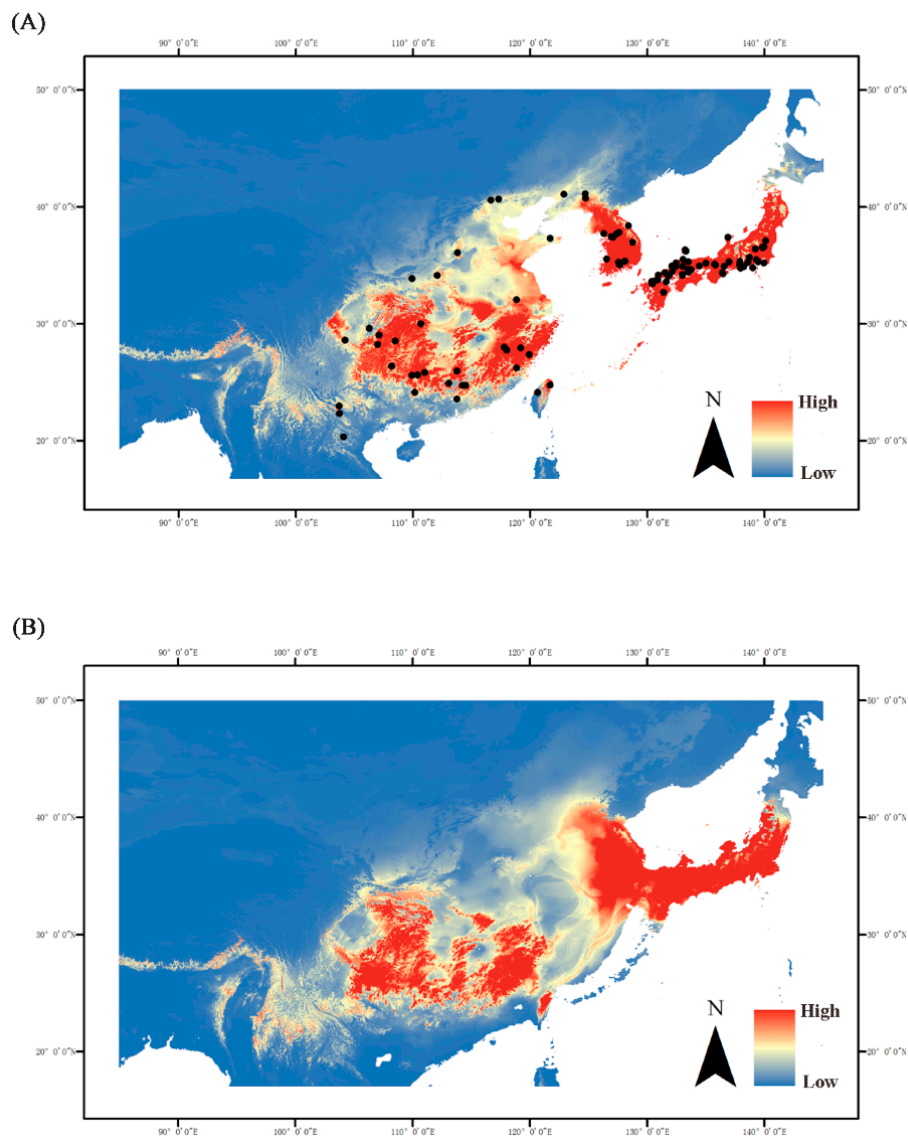 (A)
90° 0′0″E 100° 0′0″E 110° 0′0″E 120° 0′0″E 130° 0′0″E 140° 0′0″E
50° 0′0″N 50° 0′0″N
40° 0′0″N 40° 0′0″N
30° 0′0″N 30° 0′0″N
N High
20° 0′0″N 20° 0′0″N
Low
90° 0′0″E 100° 0′0″E 110° 0′0″E 120° 0′0″E 130° 0′0″E 140° 0′0″E
(B)
90° 0′0″E 100° 0′0″E 110° 0′0″E 120° 0′0″E 130° 0′0″E 140° 0′0″E
50° 0′0″N 50° 0′0″N
40° 0′0″N 40° 0′0″N
30° 0′0″N 30° 0′0″N
N High
20° 0′0″N 20° 0′0″N
Low
90° 0′0″E 100° 0′0″E 110° 0′0″E 120° 0′0″E 130° 0′0″E 140° 0′0″E